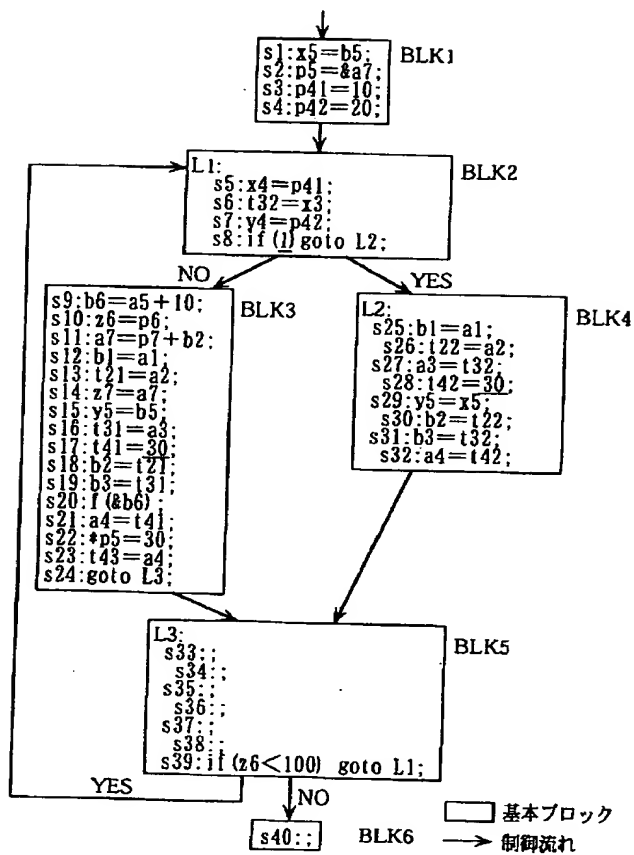 s1:x5=b5;
s2:p5=&a7;
s3:p41=10;
s4:p42=20;
BLK1
L1:
s5:x4=p41;
s6:t32=x3;
s7:y4=p42;
s8:if(1)goto L2;
BLK2
NO
YES
s9:b6=a5+10;
s10:z6=p6;
s11:a7=p7+b2;
s12:b1=a1;
s13:t21=a2;
s14:z7=a7;
s15:y5=b5;
s16:t31=a3;
s17:t41=30;
s18:b2=t21;
s19:b3=t31;
s20:f(&b6);
s21:a4=t41;
s22:*p5=30;
s23:t43=a4;
s24:goto L3;
BLK3
L2:
s25:b1=a1;
s26:t22=a2;
s27:a3=t32;
s28:t42=30;
s29:y5=x5;
s30:b2=t22;
s31:b3=t32;
s32:a4=t42;
BLK4
L3:
s33:;
s34:;
s35:;
s36:;
s37:;
s38:;
s39:if(z6<100) goto L1;
BLK5
YES
NO
s40:;
BLK6
基本ブロック
制御流れ